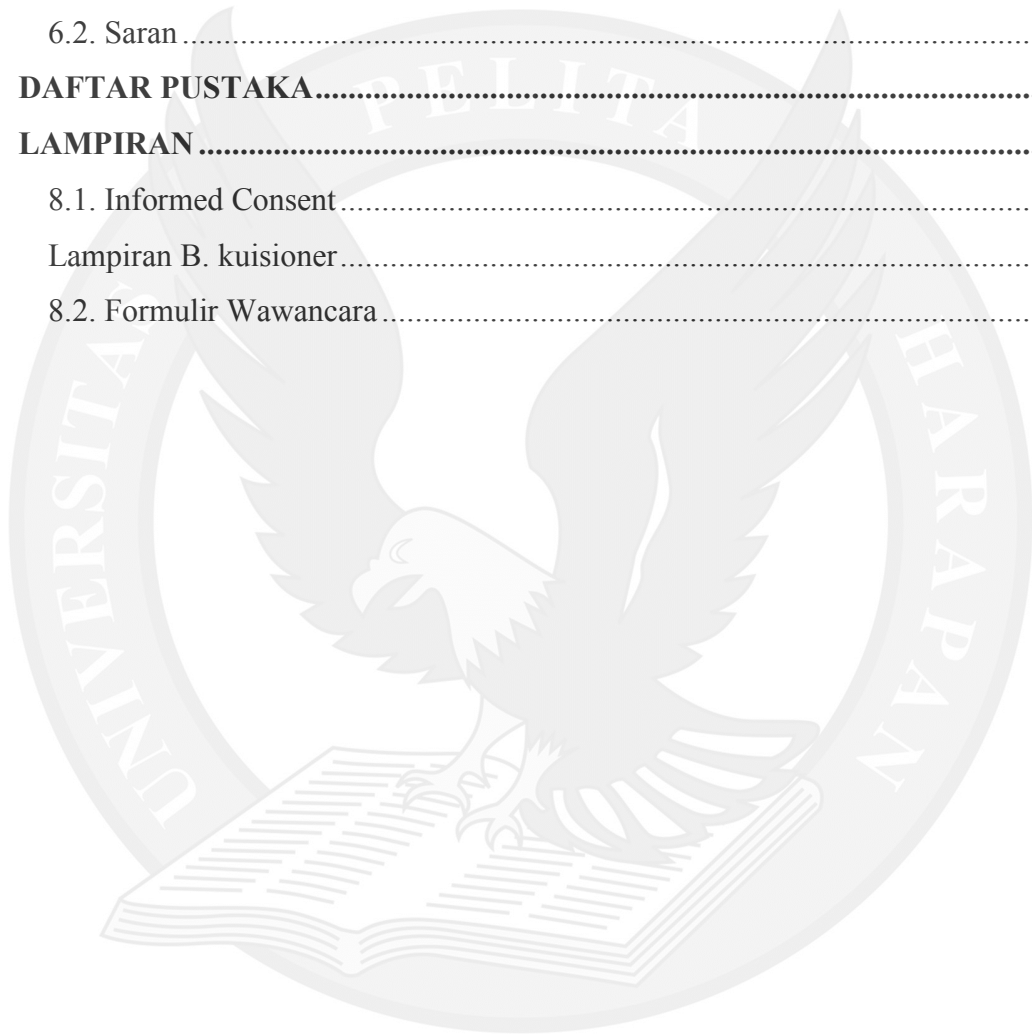 6.2. Saran ........................................................................................................
DAFTAR PUSTAKA ........................................................................................
LAMPIRAN .......................................................................................................
8.1. Informed Consent .....................................................................................
Lampiran B. kuisioner ....................................................................................
8.2. Formulir Wawancara ...............................................................................
UNIVERSITAS PELITA HARAPAN